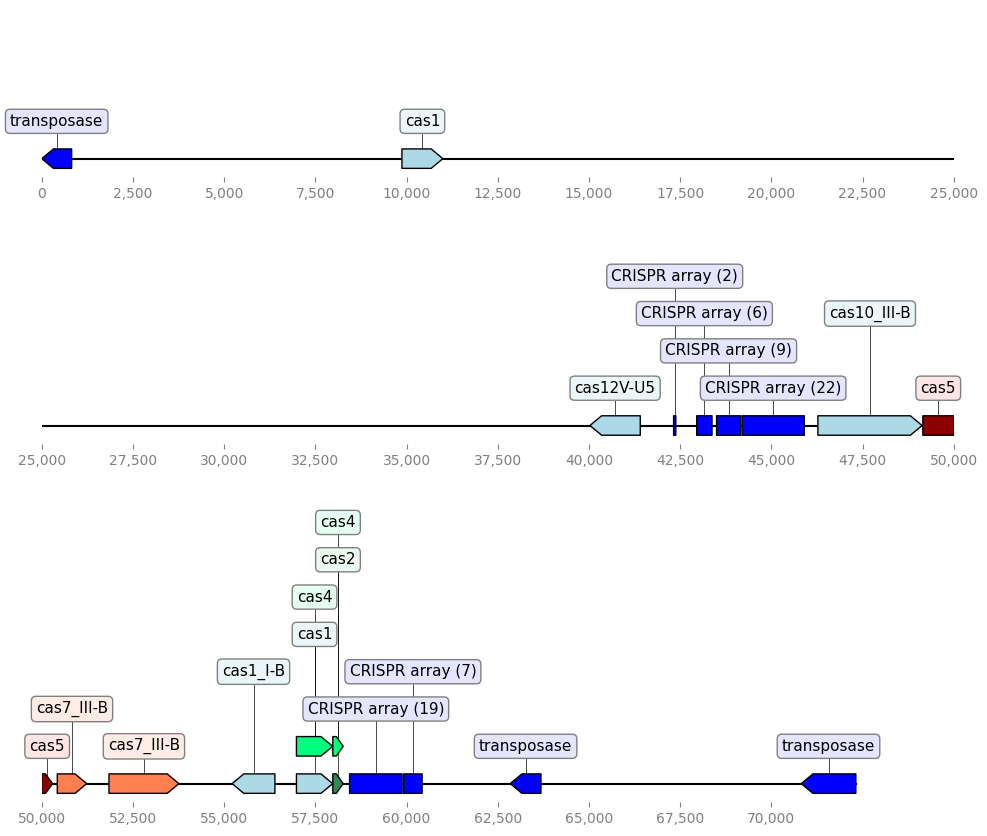 transposase
cas1
0 2,500 5,000 7,500 10,000 12,500 15,000 17,500 20,000 22,500 25,000
CRISPR array (2)
CRISPR array (6)
cas10_III-B
CRISPR array (9)
cas12V-U5
CRISPR array (22)
cas5
25,000 27,500 30,000 32,500 35,000 37,500 40,000 42,500 45,000 47,500 50,000
cas4
cas2
cas4
cas1
cas1_I-B
CRISPR array (7)
cas7_III-B
CRISPR array (19)
cas5
cas7_III-B
transposase
transposase
50,000 52,500 55,000 57,500 60,000 62,500 65,000 67,500 70,000